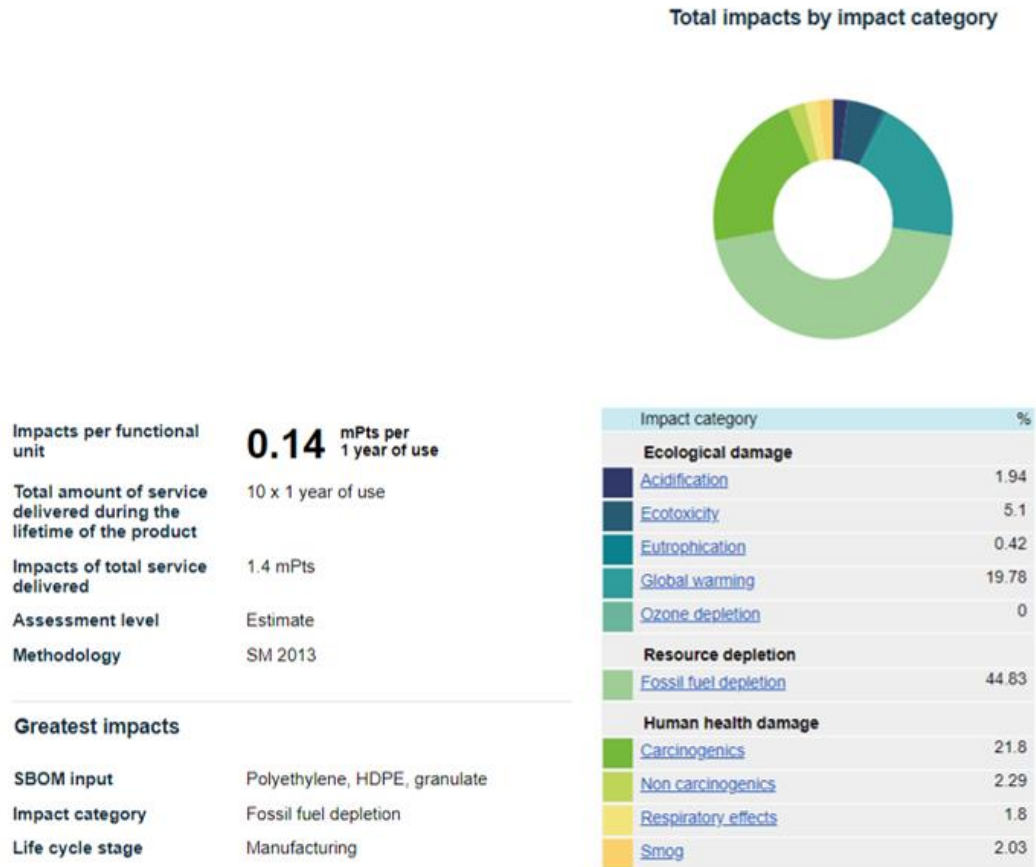 Total impacts by impact category
Impacts per functional
unit
0.14 mPts per
1 year of use
Total amount of service
delivered during the
lifetime of the product
10 x 1 year of use
Impacts of total service
delivered
1.4 mPts
Assessment level
Estimate
Methodology
SM 2013
Greatest impacts
SBOM input
Polyethylene, HDPE, granulate
Impact category
Fossil fuel depletion
Life cycle stage
Manufacturing
Impact category %
Ecological damage
Acidification 1.94
Ecotoxicity 5.1
Eutrophication 0.42
Global warming 19.78
Ozone depletion 0
Resource depletion
Fossil fuel depletion 44.83
Human health damage
Carcinogenics 21.8
Non carcinogenics 2.29
Respiratory effects 1.8
Smog 2.03